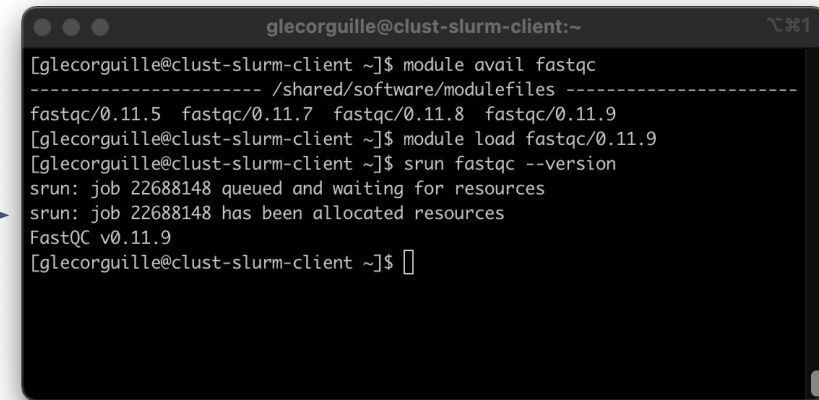 glecorguille@clust-slurm-client:~ ⌥⌘1
[glecorguille@clust-slurm-client ~]$ module avail fastqc
----------------------- /shared/software/modulefiles -----------------------
fastqc/0.11.5  fastqc/0.11.7  fastqc/0.11.8  fastqc/0.11.9
[glecorguille@clust-slurm-client ~]$ module load fastqc/0.11.9
[glecorguille@clust-slurm-client ~]$ srun fastqc --version
srun: job 22688148 queued and waiting for resources
srun: job 22688148 has been allocated resources
FastQC v0.11.9
[glecorguille@clust-slurm-client ~]$